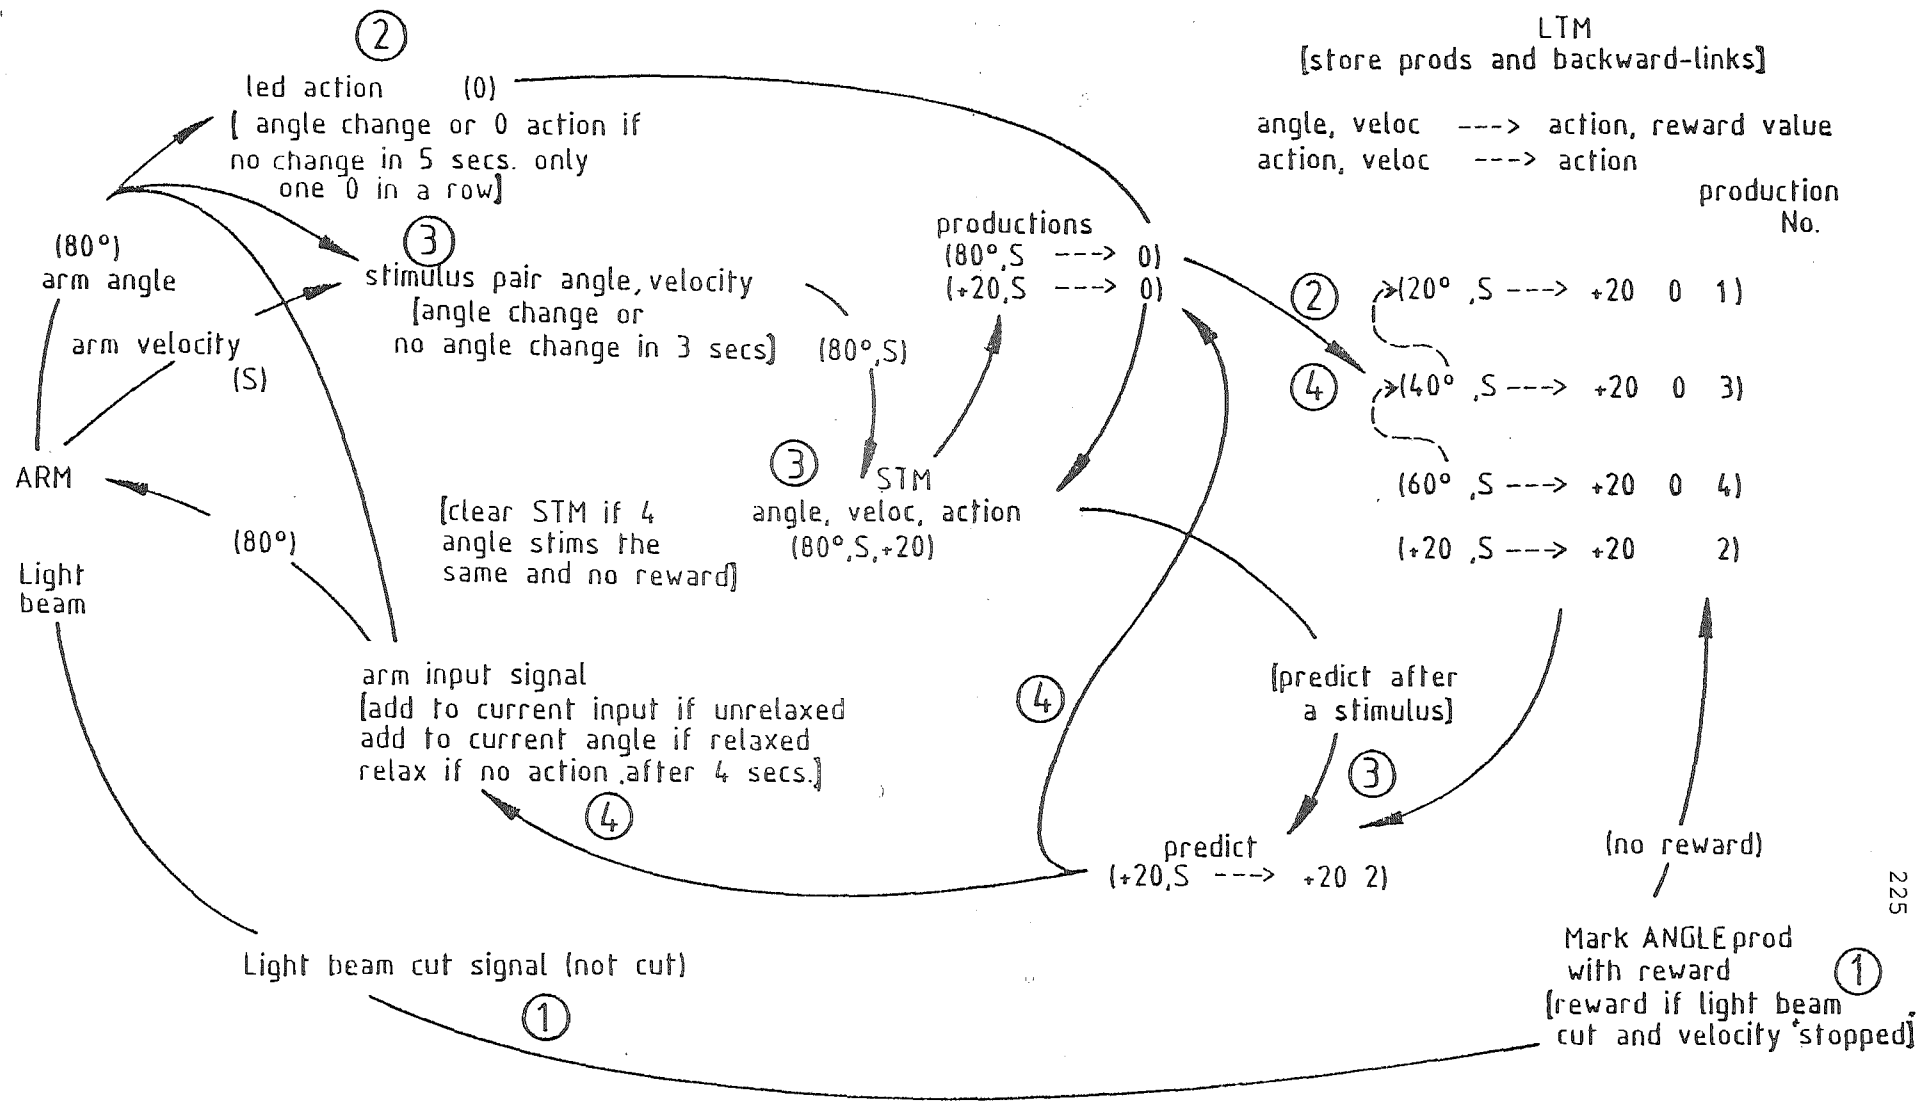 ②
led action (0)
[ angle change or 0 action if
no change in 5 secs. only
one 0 in a row]
(80°)
arm angle
③
stimulus pair angle, velocity
[angle change or
no angle change in 3 secs]
(80°,S)
arm velocity
(S)
ARM
(80°)
Light
beam
[clear STM if 4
angle stims the
same and no reward]
③
STM
angle, veloc, action
(80°,S,+20)
productions
(80°,S ---> 0)
(+20,S ---> 0)
LTM
[store prods and backward-links]
angle, veloc ---> action, reward value
action, veloc ---> action
production
No.
②
(20° ,S ---> +20 0 1)
④
(40° ,S ---> +20 0 3)
(60° ,S ---> +20 0 4)
(+20 ,S ---> +20 2)
arm input signal
[add to current input if unrelaxed
add to current angle if relaxed
relax if no action after 4 secs.]
④
④
[predict after
a stimulus]
③
predict
(+20,S ---> +20 2)
(no reward)
Light beam cut signal (not cut)
①
Mark ANGLE prod
with reward
①
[reward if light beam
cut and velocity stopped]
225